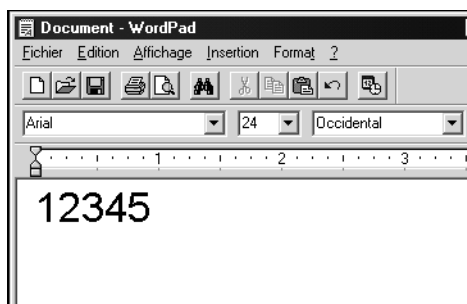 Document - WordPad
Fichier Edition Affichage Insertion Format ?
Arial 24 Occidental
1 2 3
12345